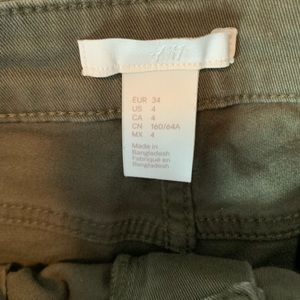 H&M
EUR 34
US 4
CA 4
CN 160/64A
MX 4
Made in
Bangladesh
Fabriqué en
Bangladesh